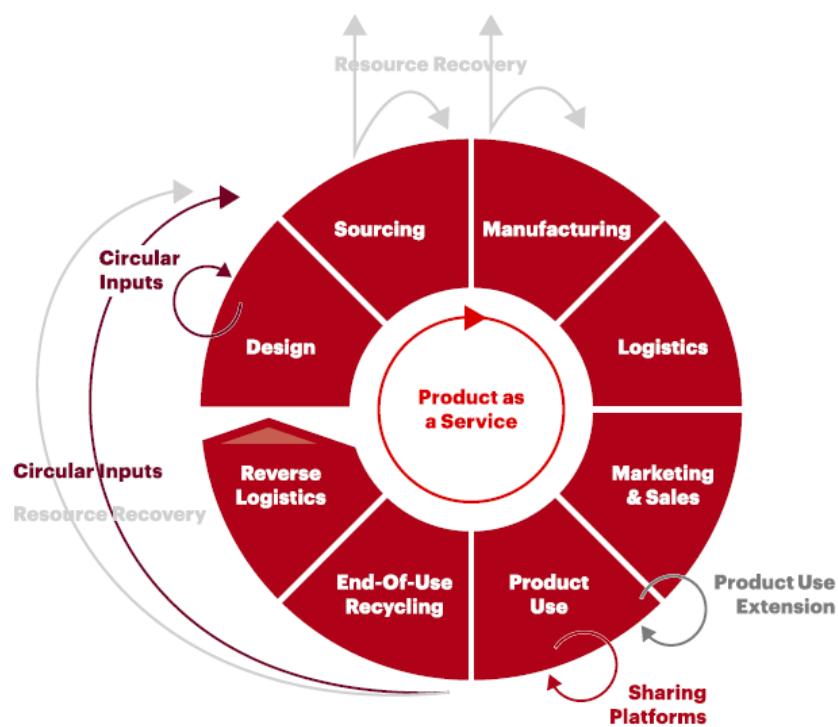 Resource Recovery
Sourcing
Manufacturing
Circular
Inputs
Design
Logistics
Product as
a Service
Circular Inputs
Resource Recovery
Reverse
Logistics
Marketing
& Sales
End-Of-Use
Recycling
Product
Use
Product Use
Extension
Sharing
Platforms